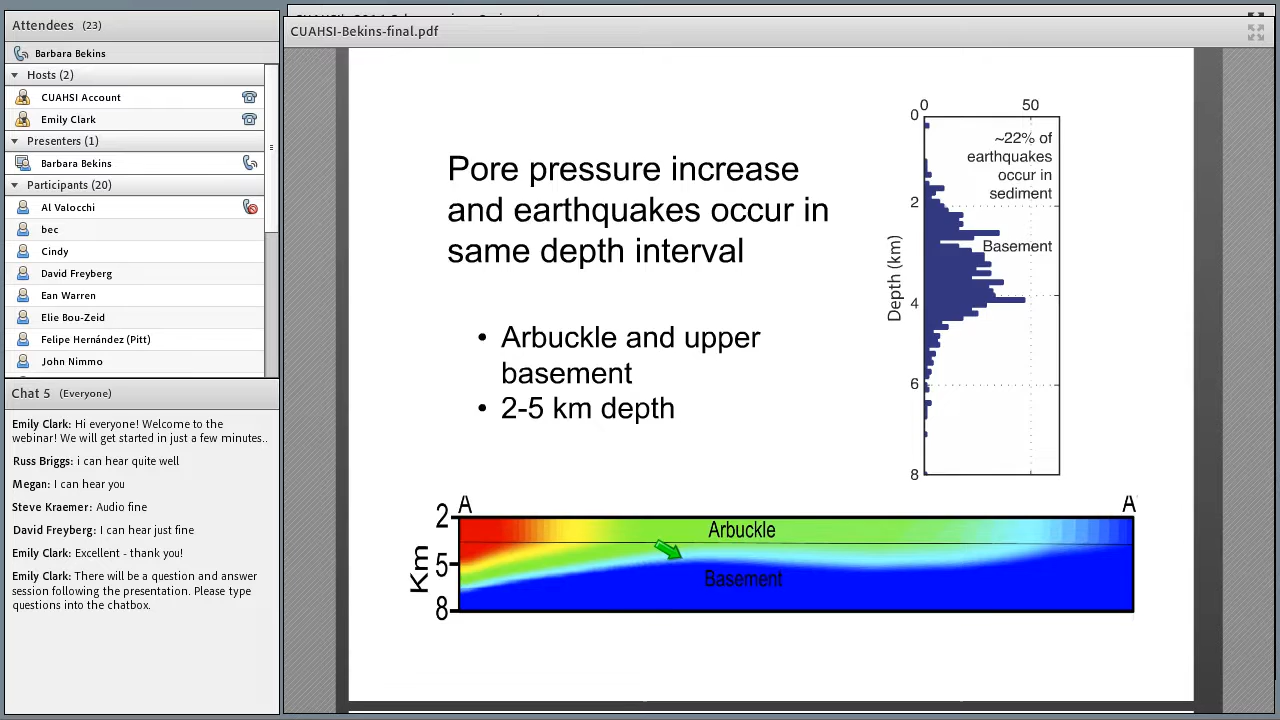 Attendees (23)
Barbara Bekins
Hosts (2)
CUAHSI Account
Emily Clark
Presenters (1)
Barbara Bekins
Participants (20)
Al Valocchi
bec
Cindy
David Freyberg
Ean Warren
Elie Bou-Zeid
Felipe Hernández (Pitt)
John Nimmo
Chat 5 (Everyone)
Emily Clark: Hi everyone! Welcome to the
webinar! We will get started in just a few minutes..
Russ Briggs: i can hear quite well
Megan: I can hear you
Steve Kraemer: Audio fine
David Freyberg: I can hear just fine
Emily Clark: Excellent - thank you!
Emily Clark: There will be a question and answer
session following the presentation. Please type
questions into the chatbox.
CUAHSI-Bekins-final.pdf
Pore pressure increase
and earthquakes occur in
same depth interval
• Arbuckle and upper
basement
• 2-5 km depth
0 50
0
2
4
6
8
Depth (km)
~22% of
earthquakes
occur in
sediment
Basement
A A'
2
5
8
Km
Arbuckle
Basement